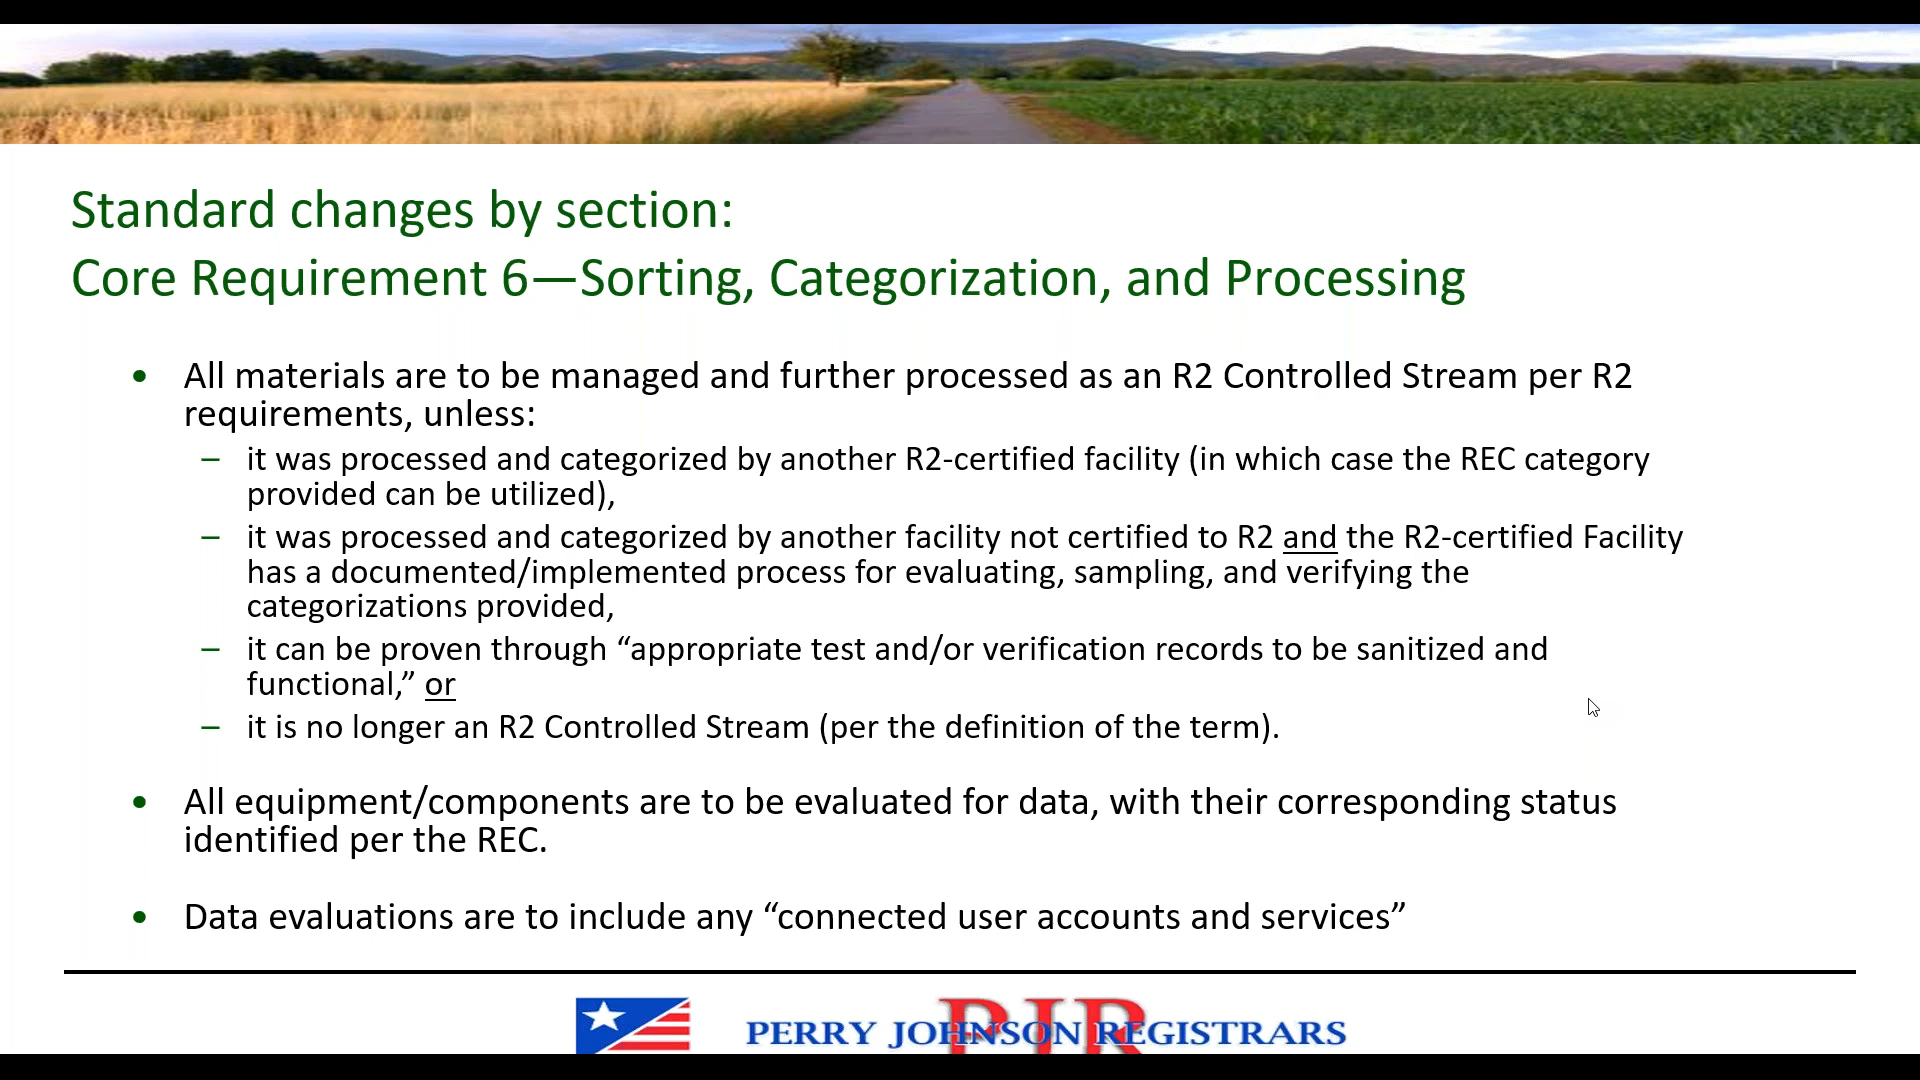 Standard changes by section:
Core Requirement 6—Sorting, Categorization, and Processing
• All materials are to be managed and further processed as an R2 Controlled Stream per R2
requirements, unless:
– it was processed and categorized by another R2-certified facility (in which case the REC category
provided can be utilized),
– it was processed and categorized by another facility not certified to R2 and the R2-certified Facility
has a documented/implemented process for evaluating, sampling, and verifying the
categorizations provided,
– it can be proven through “appropriate test and/or verification records to be sanitized and
functional,” or
– it is no longer an R2 Controlled Stream (per the definition of the term).
• All equipment/components are to be evaluated for data, with their corresponding status
identified per the REC.
• Data evaluations are to include any “connected user accounts and services”
PJR
PERRY JOHNSON REGISTRARS